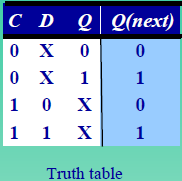 C D Q Q(next)
0 X 0 0
0 X 1 1
1 0 X 0
1 1 X 1
Truth table